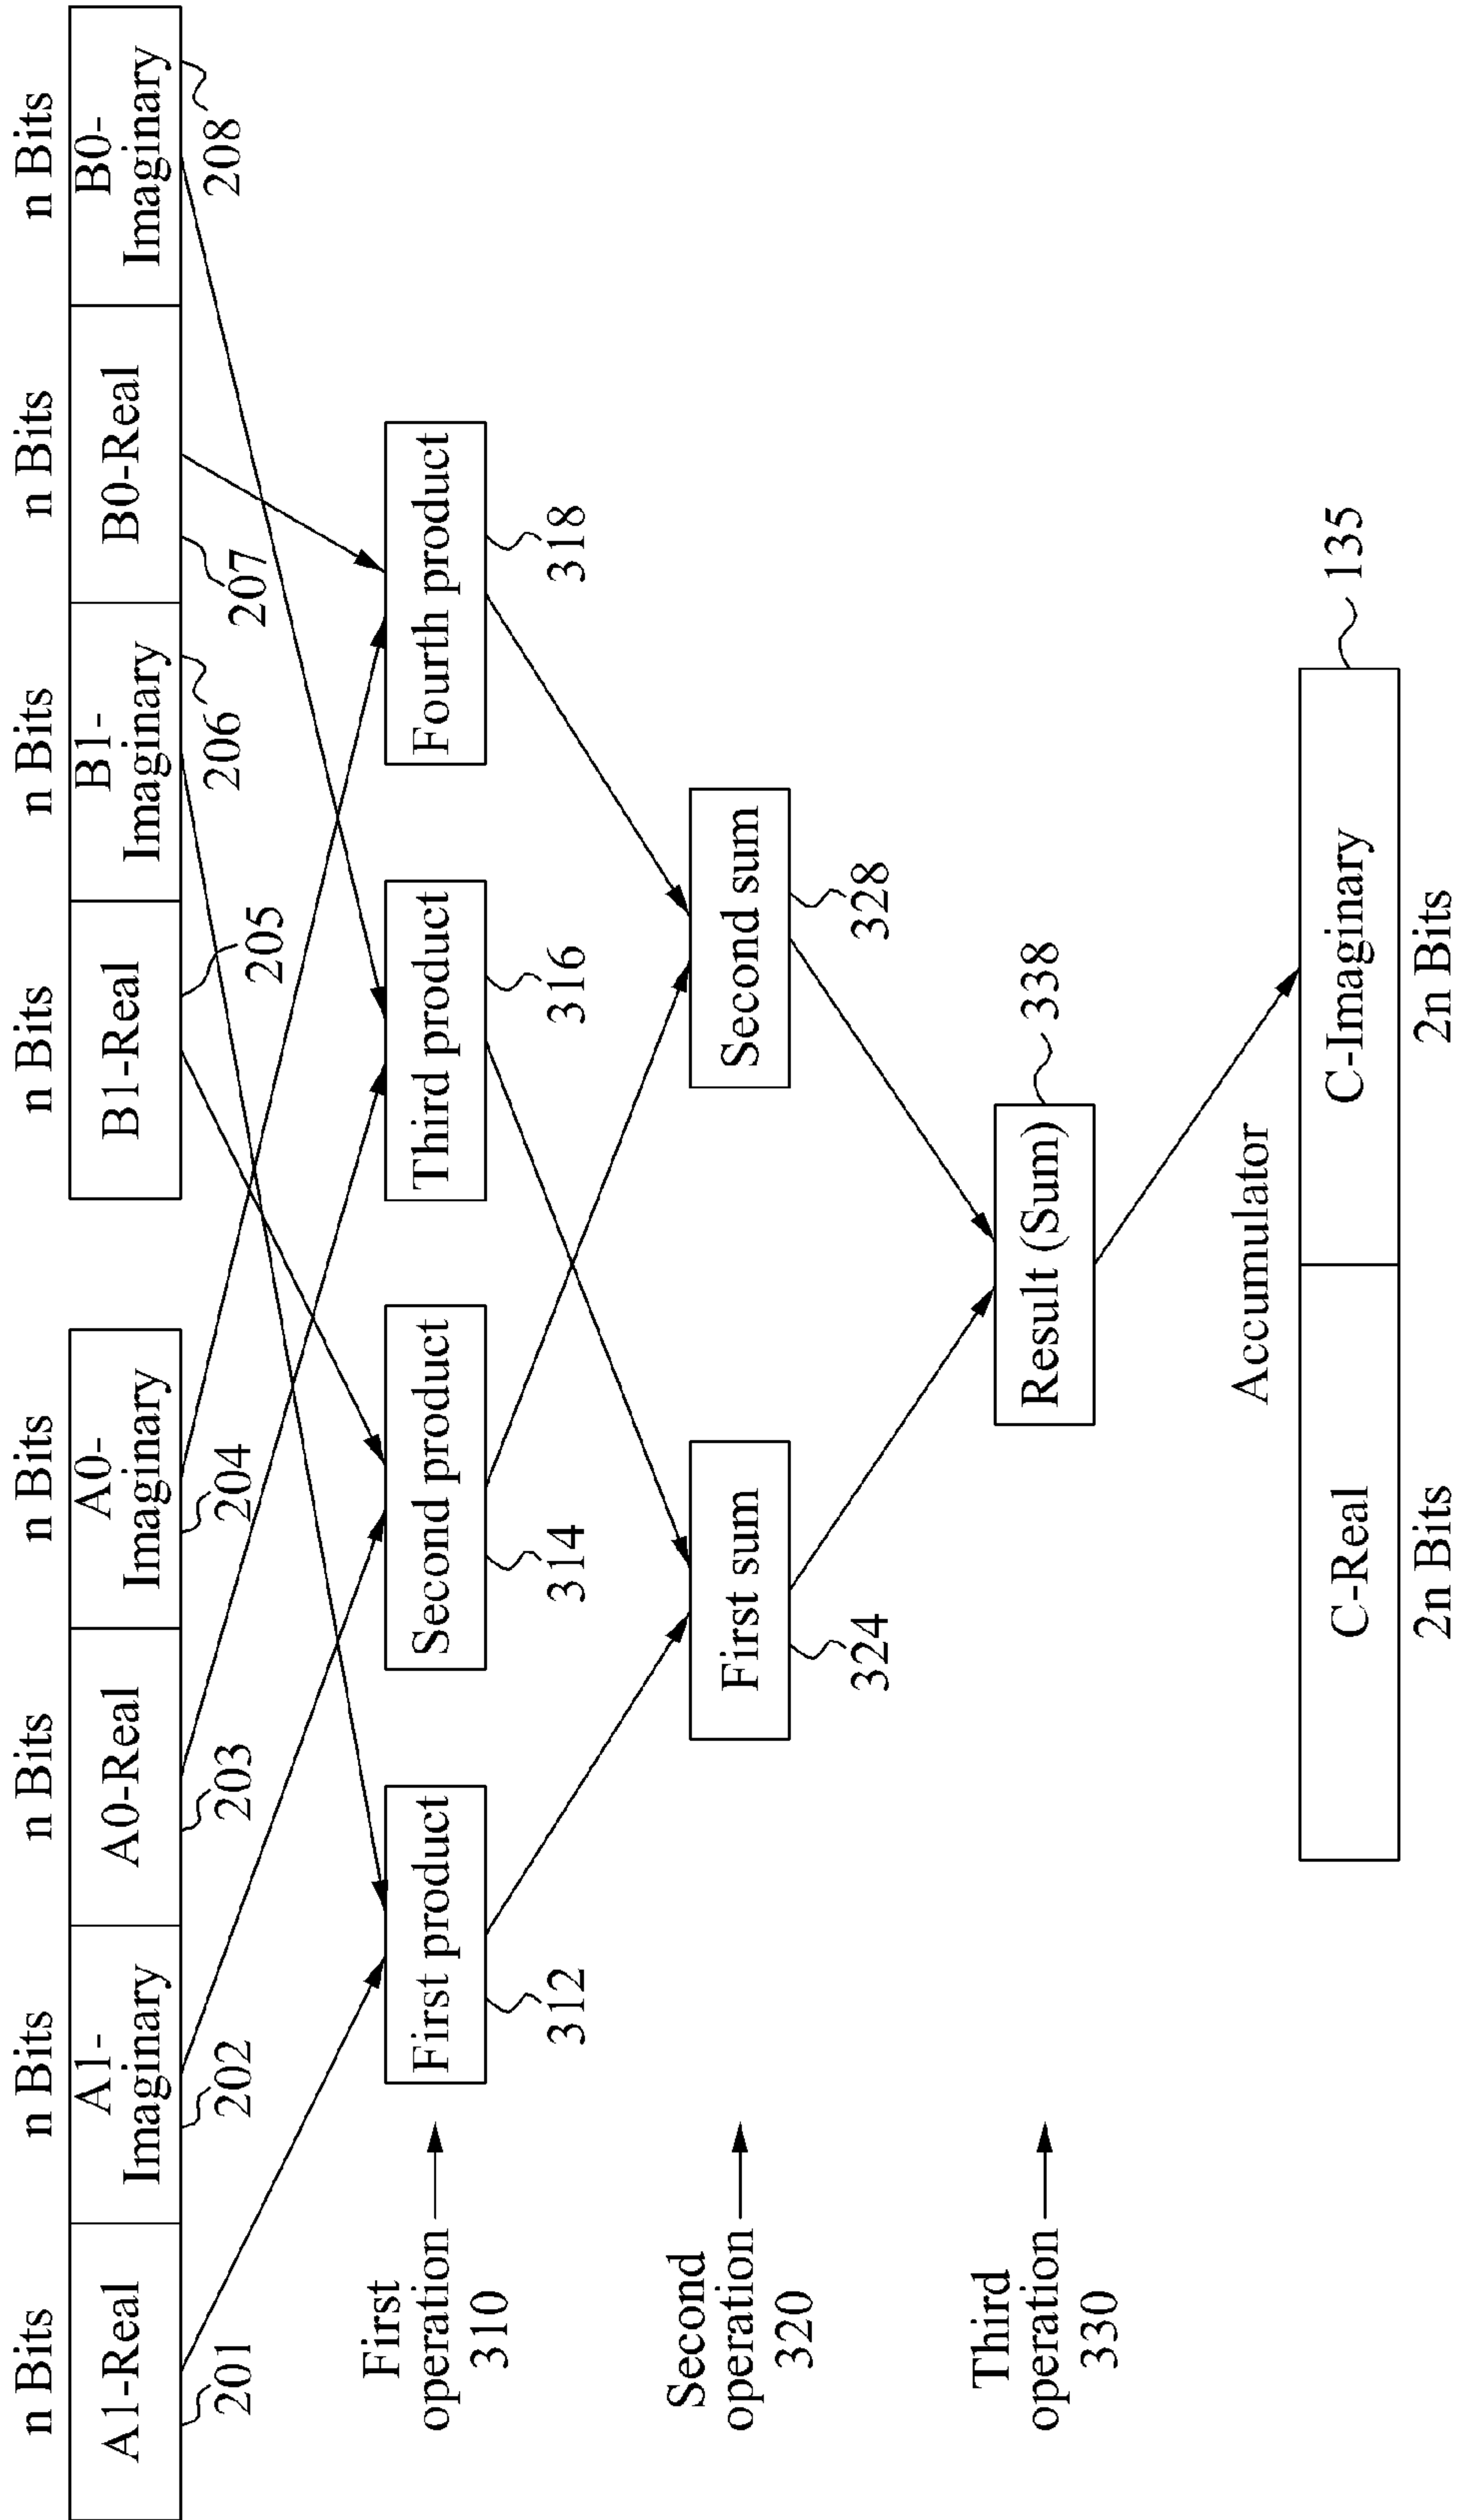 n Bits
n Bits
n Bits
n Bits
n Bits
n Bits
n Bits
n Bits
A1-Real
A1-
Imaginary
A0-Real
A0-
Imaginary
B1-Real
B1-
Imaginary
B0-Real
B0-
Imaginary
201
202
203
204
205
206
207
208
First
operation
310
First product
Second product
Third product
Fourth product
312
314
316
318
Second
operation
320
First sum
Second sum
324
328
Third
operation
330
Result (Sum)
338
Accumulator
135
C-Real
C-Imaginary
2n Bits
2n Bits